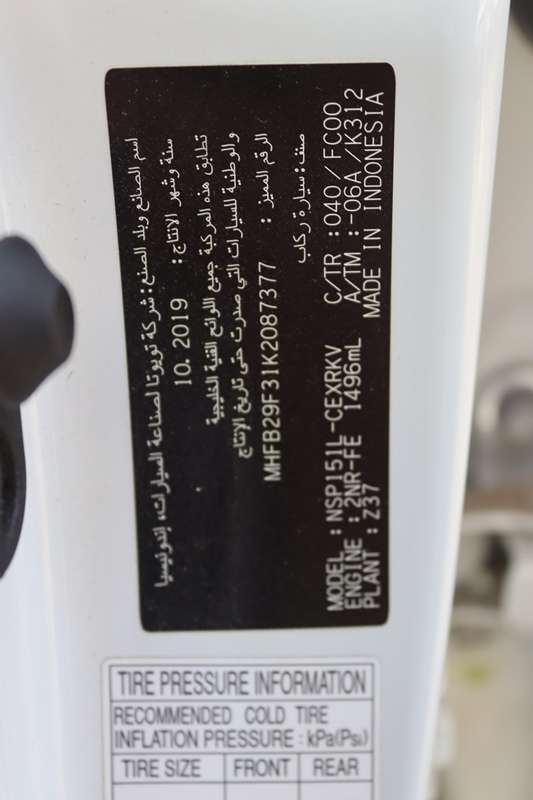 اسم الصانع وبلد الصنع : شركة تويوتا لصناعة السيارات، إندونيسيا
سنة وشهر الانتاج : 10. 2019
تطابق هذه المركبة جميع اللوائح الفنية الخليجية
والوطنية للسيارات التي صدرت حتى تاريخ الإنتاج
الرقم المميز : MHFB29F31K2087377
صنف : سيارة ركاب
MODEL : NSP151L-CEXRKV C/TR : 040/FC00
ENGINE : 2NR-FE 1496mL A/TM : -06A/K312
PLANT : Z37 MADE IN INDONESIA
TIRE PRESSURE INFORMATION
RECOMMENDED COLD TIRE
INFLATION PRESSURE : kPa(Psi)
TIRE SIZE FRONT REAR